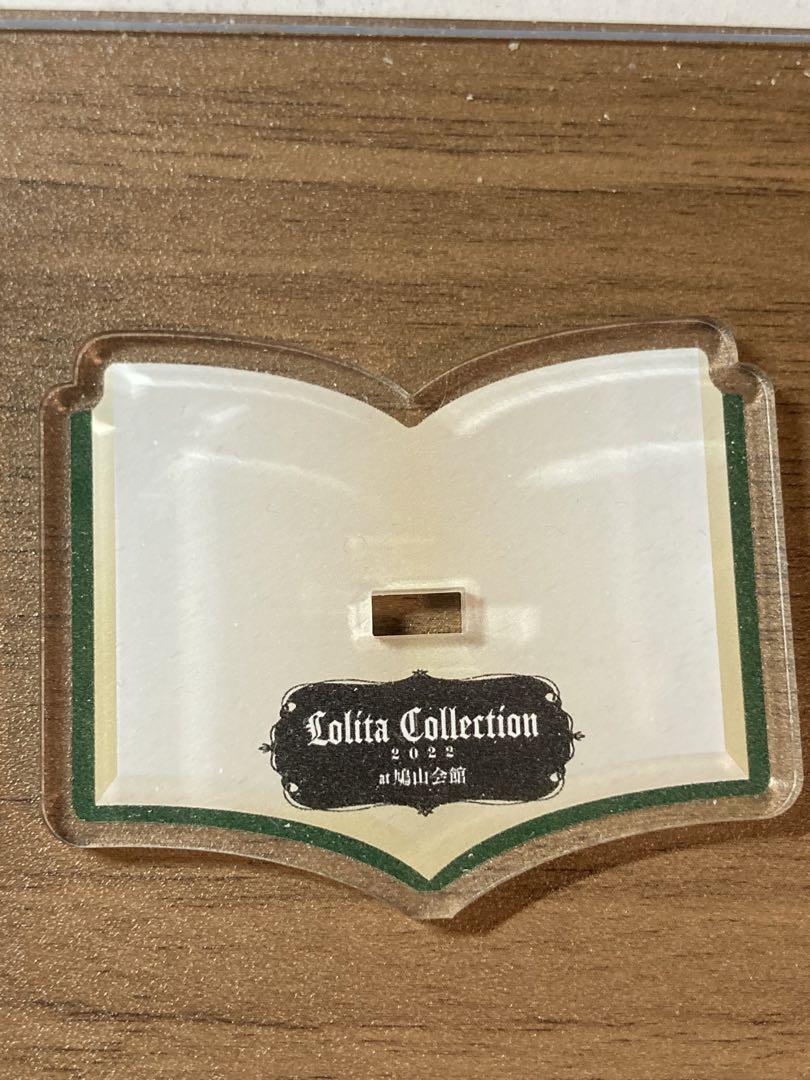 Lolita Collection
2022
at 鳩山会館